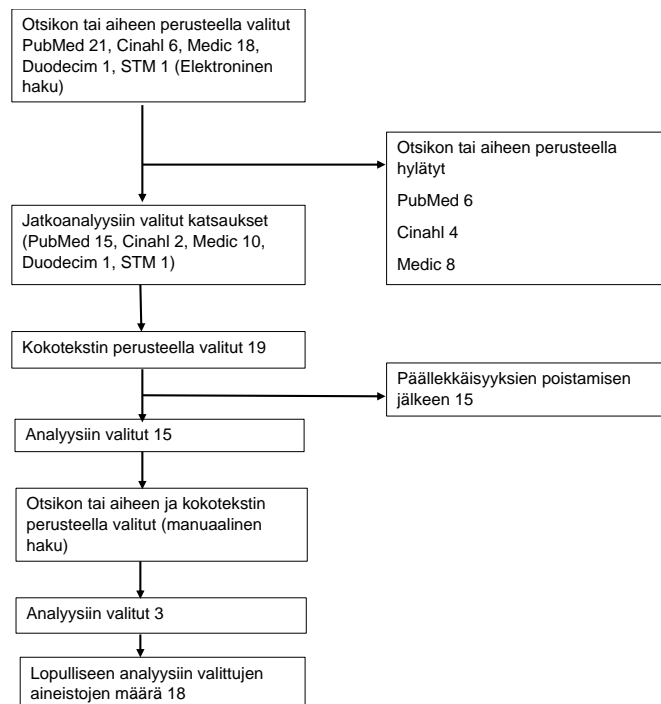 Otsikon tai aiheen perusteella valitut
PubMed 21, Cinahl 6, Medic 18,
Duodecim 1, STM 1 (Elektroninen
haku)
Otsikon tai aiheen perusteella
hylätyt
PubMed 6
Cinahl 4
Medic 8
Jatkoanalyysiin valitut katsaukset
(PubMed 15, Cinahl 2, Medic 10,
Duodecim 1, STM 1)
Kokotekstin perusteella valitut 19
Päällekkäisyyksien poistamisen
jälkeen 15
Analyysiin valitut 15
Otsikon tai aiheen ja kokotekstin
perusteella valitut (manuaalinen
haku)
Analyysiin valitut 3
Lopulliseen analyysiin valittujen
aineistojen määrä 18